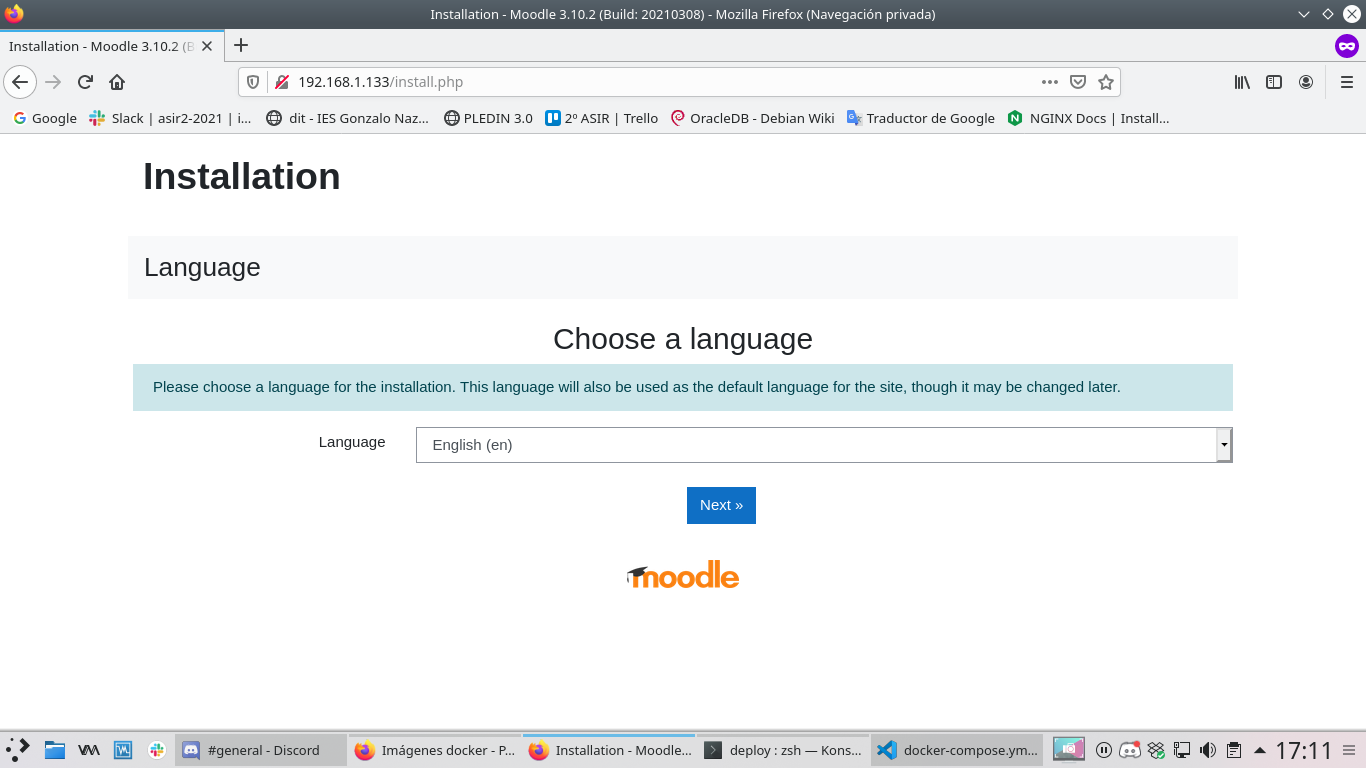 Installation - Moodle 3.10.2 (Build: 20210308) - Mozilla Firefox (Navegación privada)
Installation - Moodle 3.10.2 (B
192.168.1.133/install.php
Google
Slack | asir2-2021 | i...
dit - IES Gonzalo Naz...
PLEDIN 3.0
2º ASIR | Trello
OracleDB - Debian Wiki
Traductor de Google
NGINX Docs | Install...
Installation
Language
Choose a language
Please choose a language for the installation. This language will also be used as the default language for the site, though it may be changed later.
Language
English (en)
Next »
moodle
#general - Discord
Imágenes docker - P...
Installation - Moodle...
deploy : zsh — Kons...
docker-compose.ym...
17:11